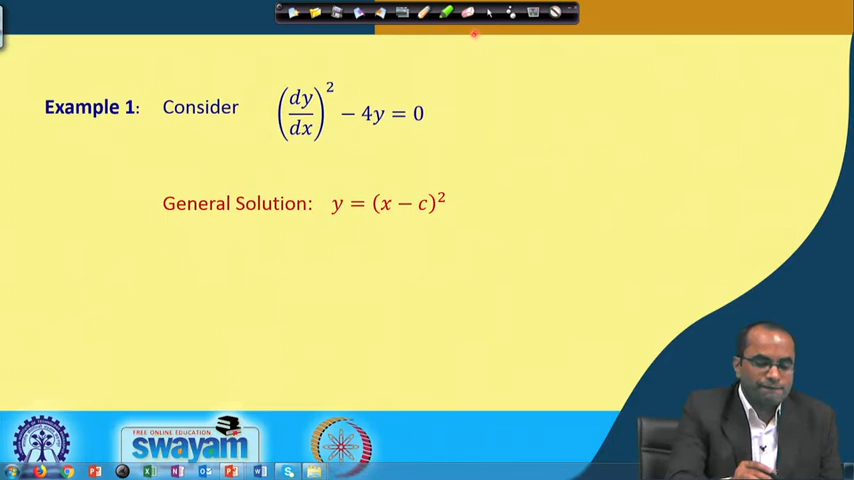 Example 1: Consider (dy/dx)² − 4y = 0
General Solution: y = (x − c)²
FREE ONLINE EDUCATION
swayam